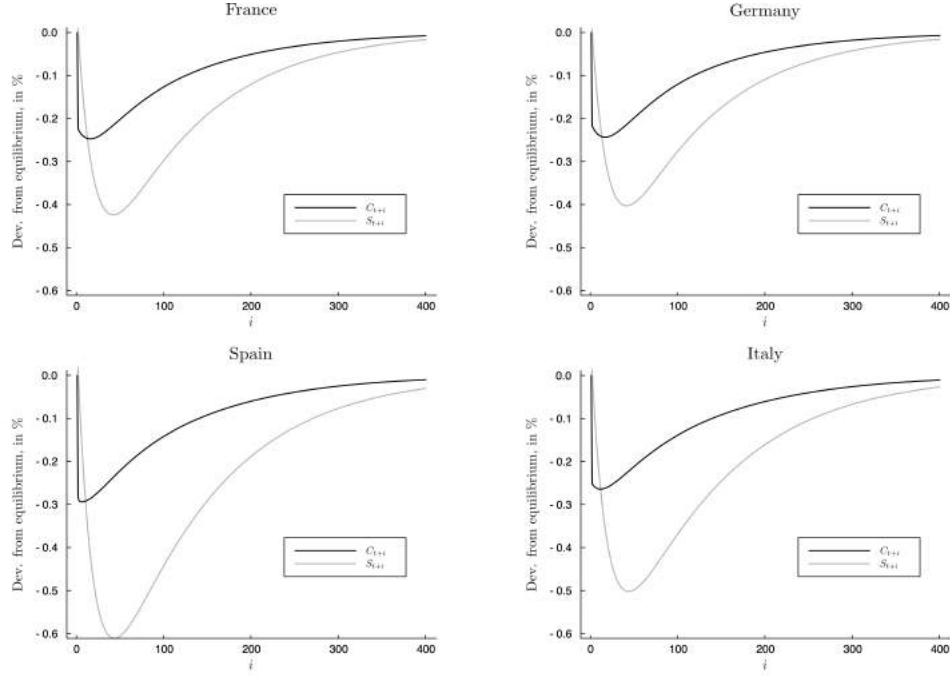 France
Dev. from equilibrium, in %
0.0
- 0.1
- 0.2
- 0.3
- 0.4
- 0.5
- 0.6
0 100 200 300 400
i
C_{t+i}
S_{t+i}
Germany
Dev. from equilibrium, in %
0.0
- 0.1
- 0.2
- 0.3
- 0.4
- 0.5
- 0.6
0 100 200 300 400
i
C_{t+i}
S_{t+i}
Spain
Dev. from equilibrium, in %
0.0
- 0.1
- 0.2
- 0.3
- 0.4
- 0.5
- 0.6
0 100 200 300 400
i
C_{t+i}
S_{t+i}
Italy
Dev. from equilibrium, in %
0.0
- 0.1
- 0.2
- 0.3
- 0.4
- 0.5
- 0.6
0 100 200 300 400
i
C_{t+i}
S_{t+i}